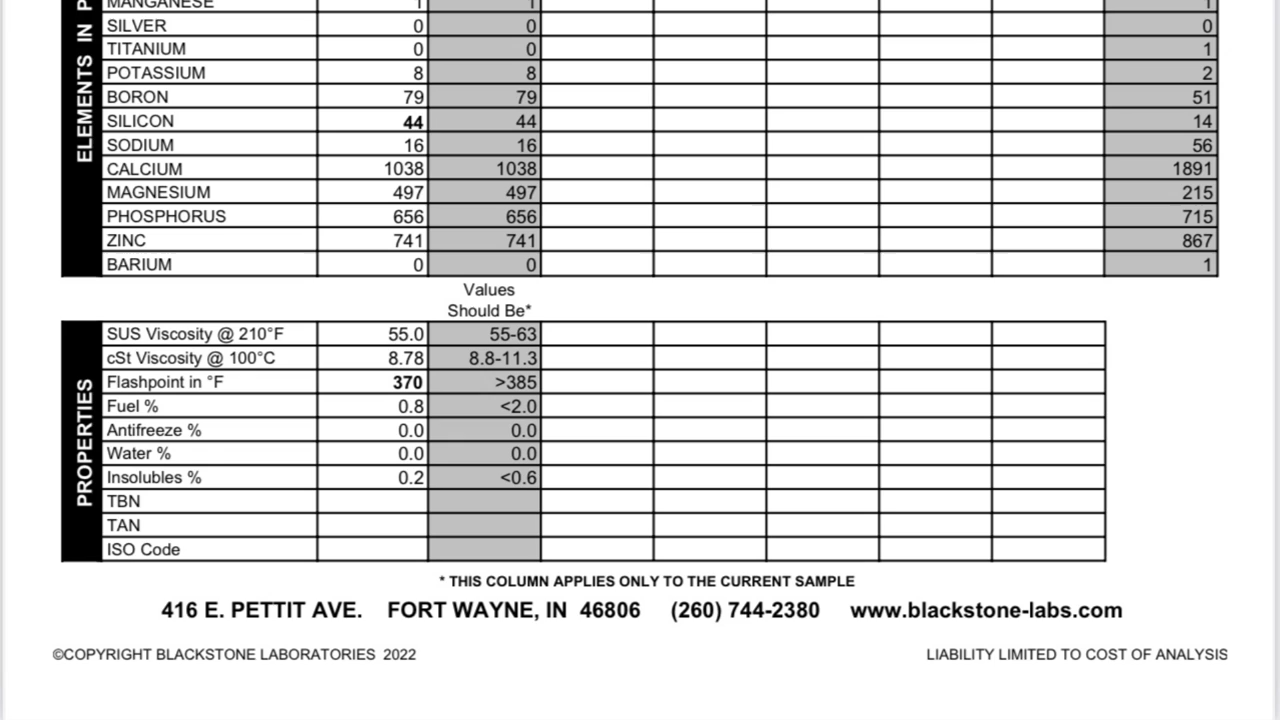 ELEMENTS IN P
MANGANESE 1 1 1
SILVER 0 0 0
TITANIUM 0 0 1
POTASSIUM 8 8 2
BORON 79 79 51
SILICON 44 44 14
SODIUM 16 16 56
CALCIUM 1038 1038 1891
MAGNESIUM 497 497 215
PHOSPHORUS 656 656 715
ZINC 741 741 867
BARIUM 0 0 1
Values
Should Be*
PROPERTIES
SUS Viscosity @ 210°F 55.0 55-63
cSt Viscosity @ 100°C 8.78 8.8-11.3
Flashpoint in °F 370 >385
Fuel % 0.8 <2.0
Antifreeze % 0.0 0.0
Water % 0.0 0.0
Insolubles % 0.2 <0.6
TBN
TAN
ISO Code
* THIS COLUMN APPLIES ONLY TO THE CURRENT SAMPLE
416 E. PETTIT AVE. FORT WAYNE, IN 46806 (260) 744-2380 www.blackstone-labs.com
©COPYRIGHT BLACKSTONE LABORATORIES 2022 LIABILITY LIMITED TO COST OF ANALYSIS